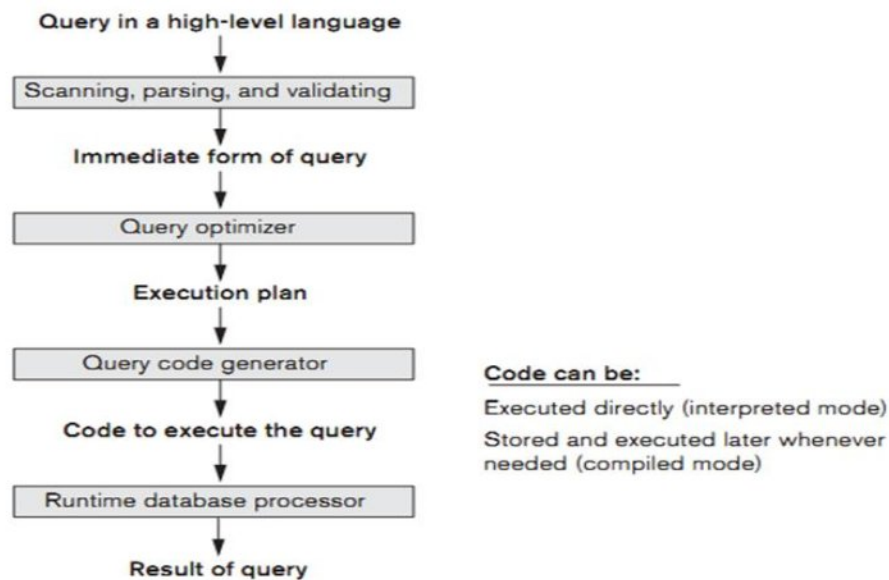 Query in a high-level language
Scanning, parsing, and validating
Immediate form of query
Query optimizer
Execution plan
Query code generator
Code to execute the query
Runtime database processor
Result of query
Code can be:
Executed directly (interpreted mode)
Stored and executed later whenever
needed (compiled mode)